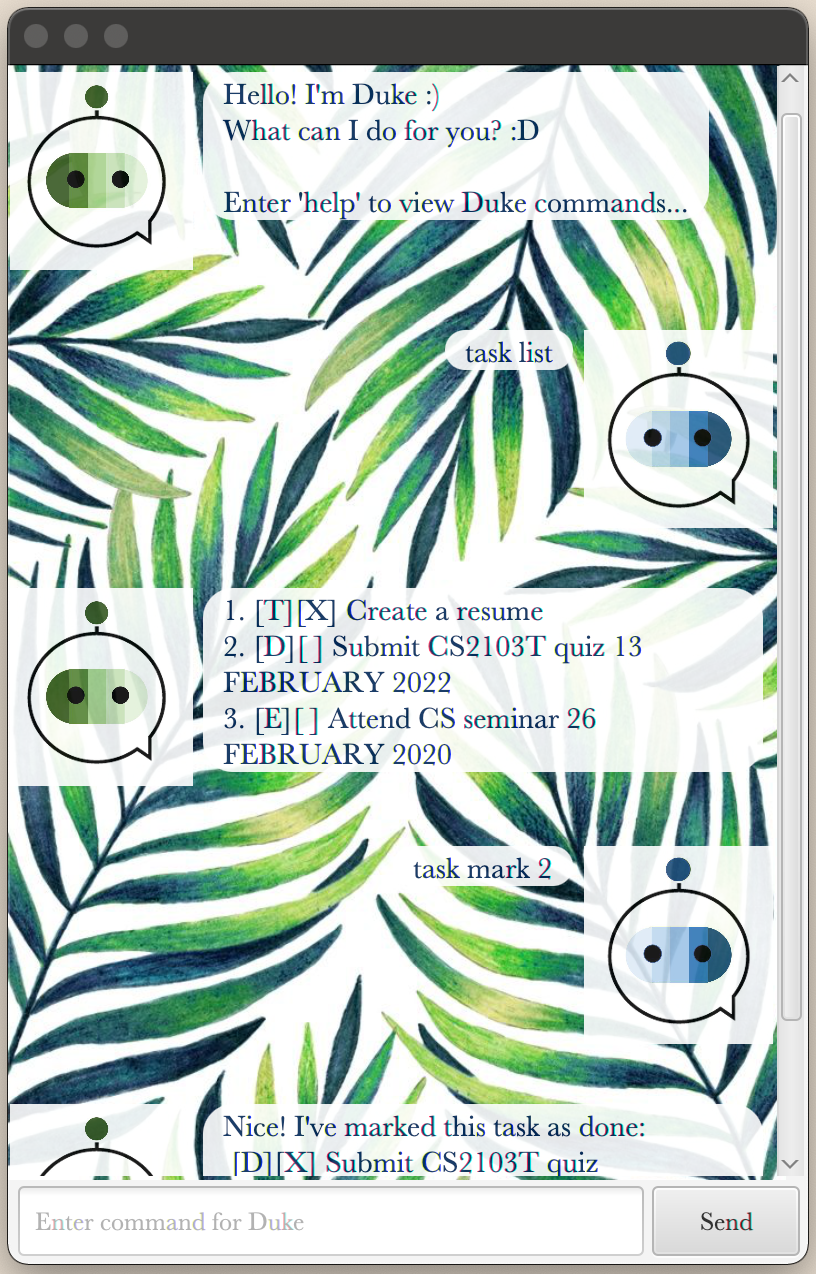 Hello! I'm Duke :)
What can I do for you? :D
Enter 'help' to view Duke commands...
task list
1. [T][X] Create a resume
2. [D][ ] Submit CS2103T quiz 13
FEBRUARY 2022
3. [E][ ] Attend CS seminar 26
FEBRUARY 2020
task mark 2
Nice! I've marked this task as done:
[D][X] Submit CS2103T quiz
Enter command for Duke
Send